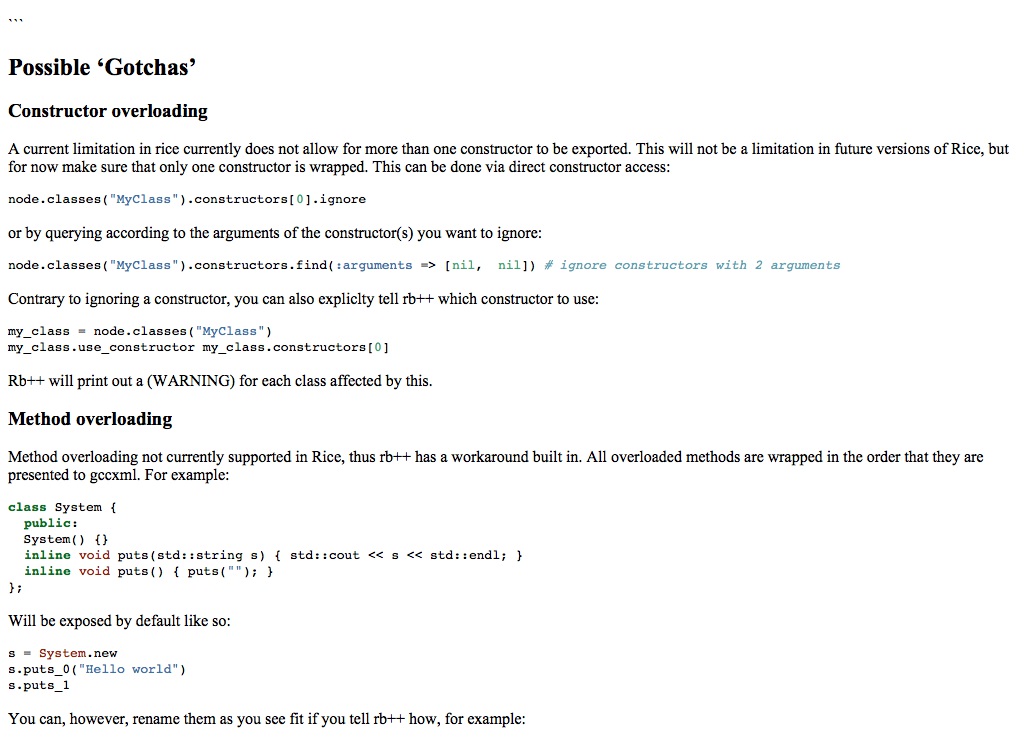 ```
Possible ‘Gotchas’
Constructor overloading
A current limitation in rice currently does not allow for more than one constructor to be exported. This will not be a limitation in future versions of Rice, but
for now make sure that only one constructor is wrapped. This can be done via direct constructor access:
node.classes("MyClass").constructors[0].ignore
or by querying according to the arguments of the constructor(s) you want to ignore:
node.classes("MyClass").constructors.find(:arguments => [nil,  nil]) # ignore constructors with 2 arguments
Contrary to ignoring a constructor, you can also expliclty tell rb++ which constructor to use:
my_class = node.classes("MyClass")
my_class.use_constructor my_class.constructors[0]
Rb++ will print out a (WARNING) for each class affected by this.
Method overloading
Method overloading not currently supported in Rice, thus rb++ has a workaround built in. All overloaded methods are wrapped in the order that they are
presented to gccxml. For example:
class System {
  public:
  System() {}
  inline void puts(std::string s) { std::cout << s << std::endl; }
  inline void puts() { puts(""); }
};
Will be exposed by default like so:
s = System.new
s.puts_0("Hello world")
s.puts_1
You can, however, rename them as you see fit if you tell rb++ how, for example: